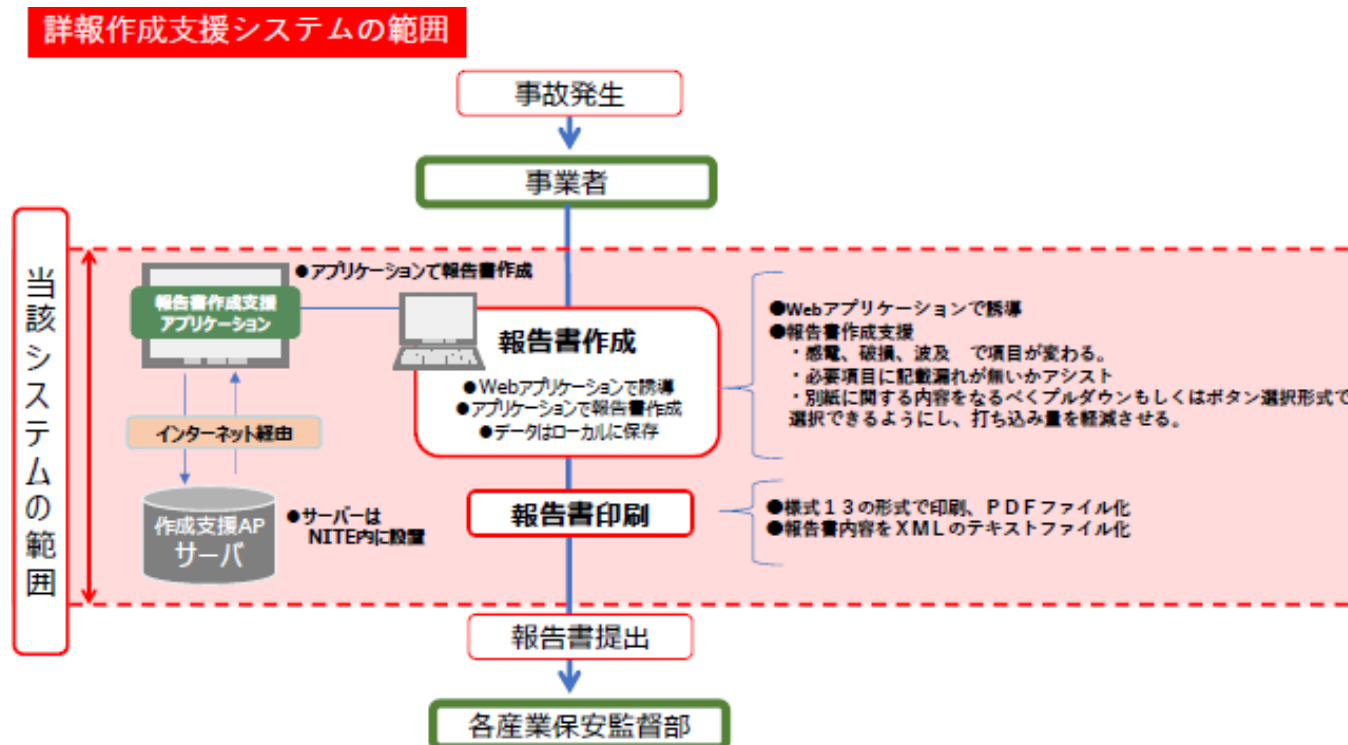 詳報作成支援システムの範囲
事故発生
事業者
当該システムの範囲
●アプリケーションで報告書作成
報告書作成支援
アプリケーション
インターネット経由
作成支援AP
サーバ
●サーバーは
NITE内に設置
報告書作成
●Webアプリケーションで誘導
●アプリケーションで報告書作成
●データはローカルに保存
●Webアプリケーションで誘導
●報告書作成支援
・感電、破損、波及 で項目が変わる。
・必要項目に記載漏れが無いかアシスト
・別紙に関する内容をなるべくプルダウンもしくはボタン選択形式で
選択できるようにし、打ち込み量を軽減させる。
報告書印刷
●様式13の形式で印刷、PDFファイル化
●報告書内容をXMLのテキストファイル化
報告書提出
各産業保安監督部